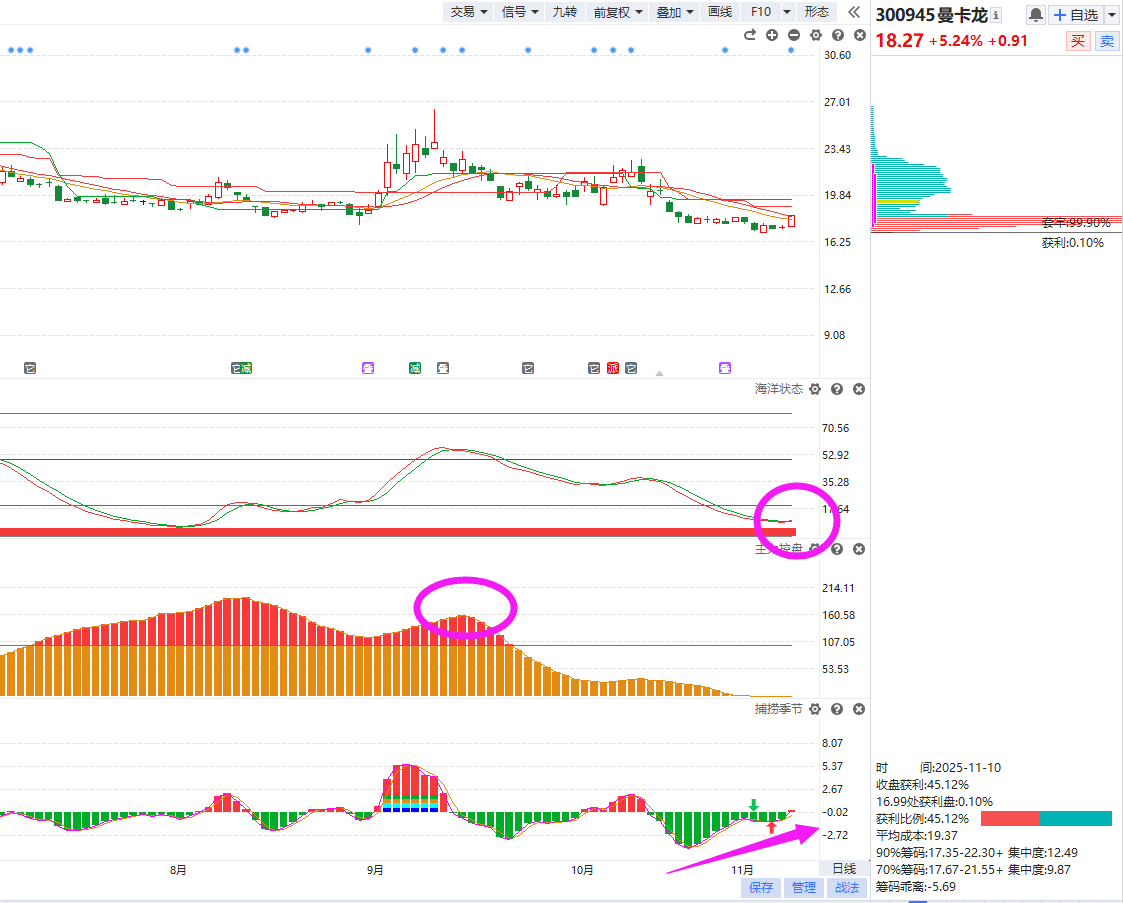 交易 信号 九转 前复权 叠加 画线 F10 形态
300945 曼卡龙
+ 自选
18.27 +5.24% +0.91
买 卖
30.60
27.01
23.43
19.84
16.25
12.66
9.08
套牢:99.90%
获利:0.10%
减 叠 减 叠 派 叠
海洋状态
70.56
52.92
35.28
17.64
主力控盘
214.11
160.58
107.05
53.53
捕捞季节
8.07
5.37
2.67
-0.02
-2.72
8月 9月 10月 11月 日线
保存 管理 战法
时 间:2025-11-10
收盘获利:45.12%
16.99处获利盘:0.10%
获利比例:45.12%
平均成本:19.37
90%筹码:17.35-22.30+ 集中度:12.49
70%筹码:17.67-21.55+ 集中度:9.87
筹码乖离:-5.69